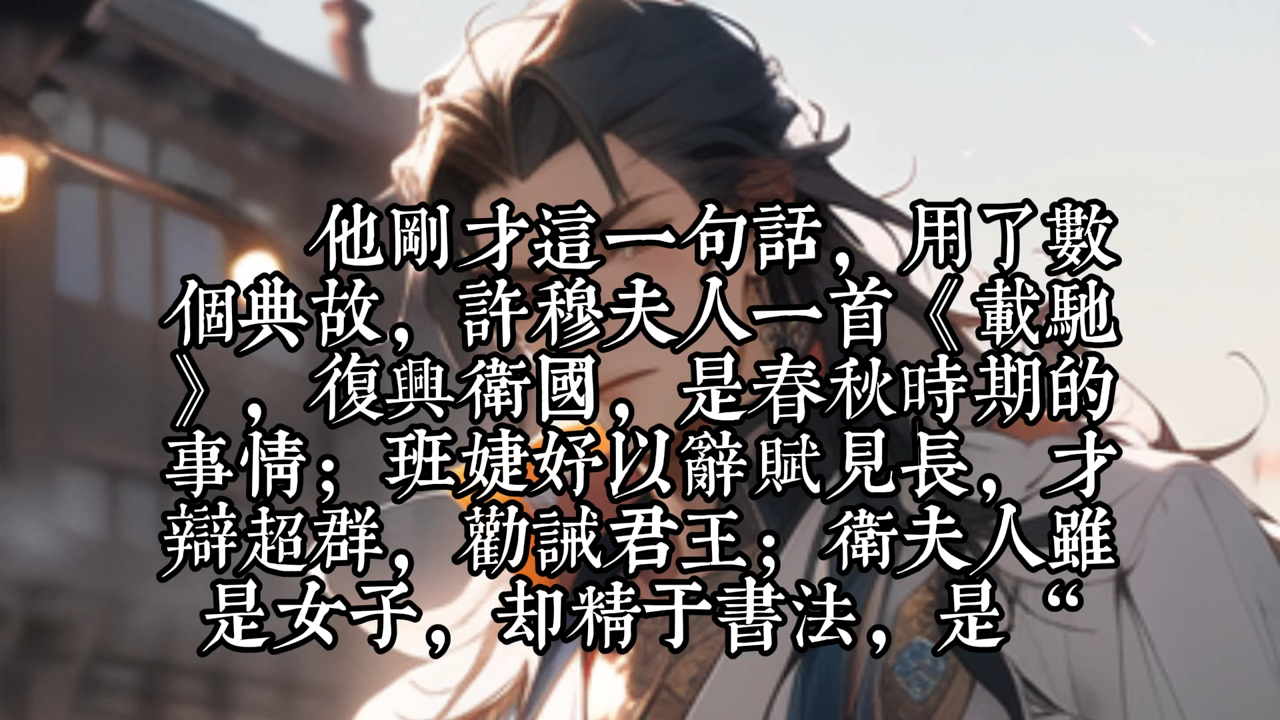 他剛才這一句話，用了數
個典故，許穆夫人一首《載馳
》，復興衛國，是春秋時期的
事情；班婕妤以辭賦見長，才
辯超群，勸誡君王；衛夫人雖
是女子，却精于書法，是“